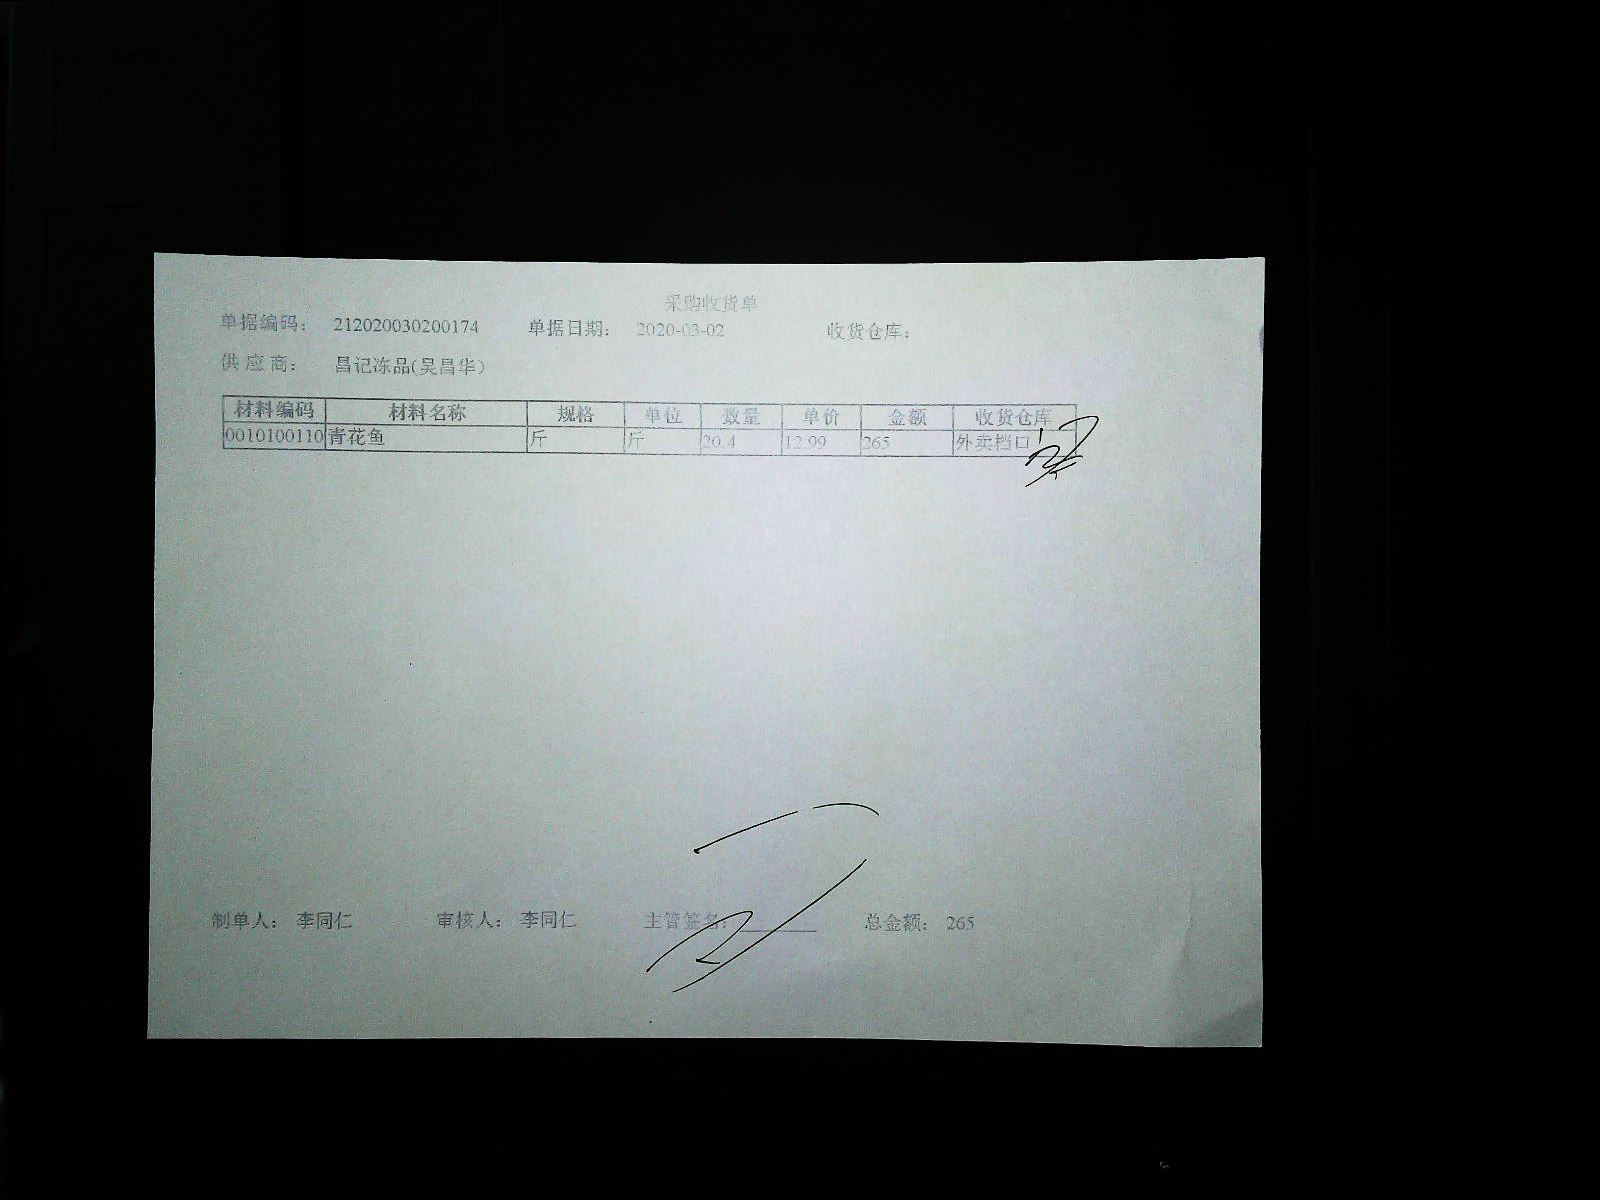 采购收货单
单据编码： 212020030200174 单据日期： 2020-03-02 收货仓库：
供 应 商： 昌记冻品(吴昌华）
材料编码 材料名称 规格 单位 数量 单价 金额 收货仓库
0010100110 青花鱼 斤 斤 20.4 12.99 265 外卖档口
制单人： 李同仁 审核人： 李同仁 主管签名： 总金额： 265